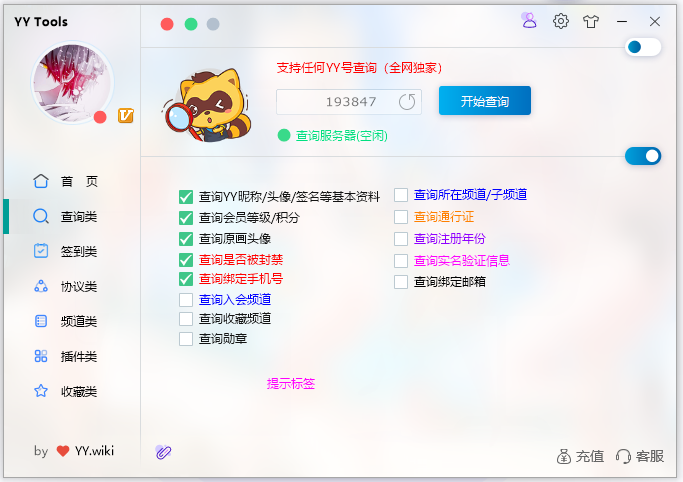 YY Tools
支持任何YY号查询（全网独家）
193847
开始查询
查询服务器(空闲)
首 页
查询类
签到类
协议类
频道类
插件类
收藏类
查询YY昵称/头像/签名等基本资料
查询会员等级/积分
查询原画头像
查询是否被封禁
查询绑定手机号
查询入会频道
查询收藏频道
查询勋章
查询所在频道/子频道
查询通行证
查询注册年份
查询实名验证信息
查询绑定邮箱
提示标签
by YY.wiki
充值
客服